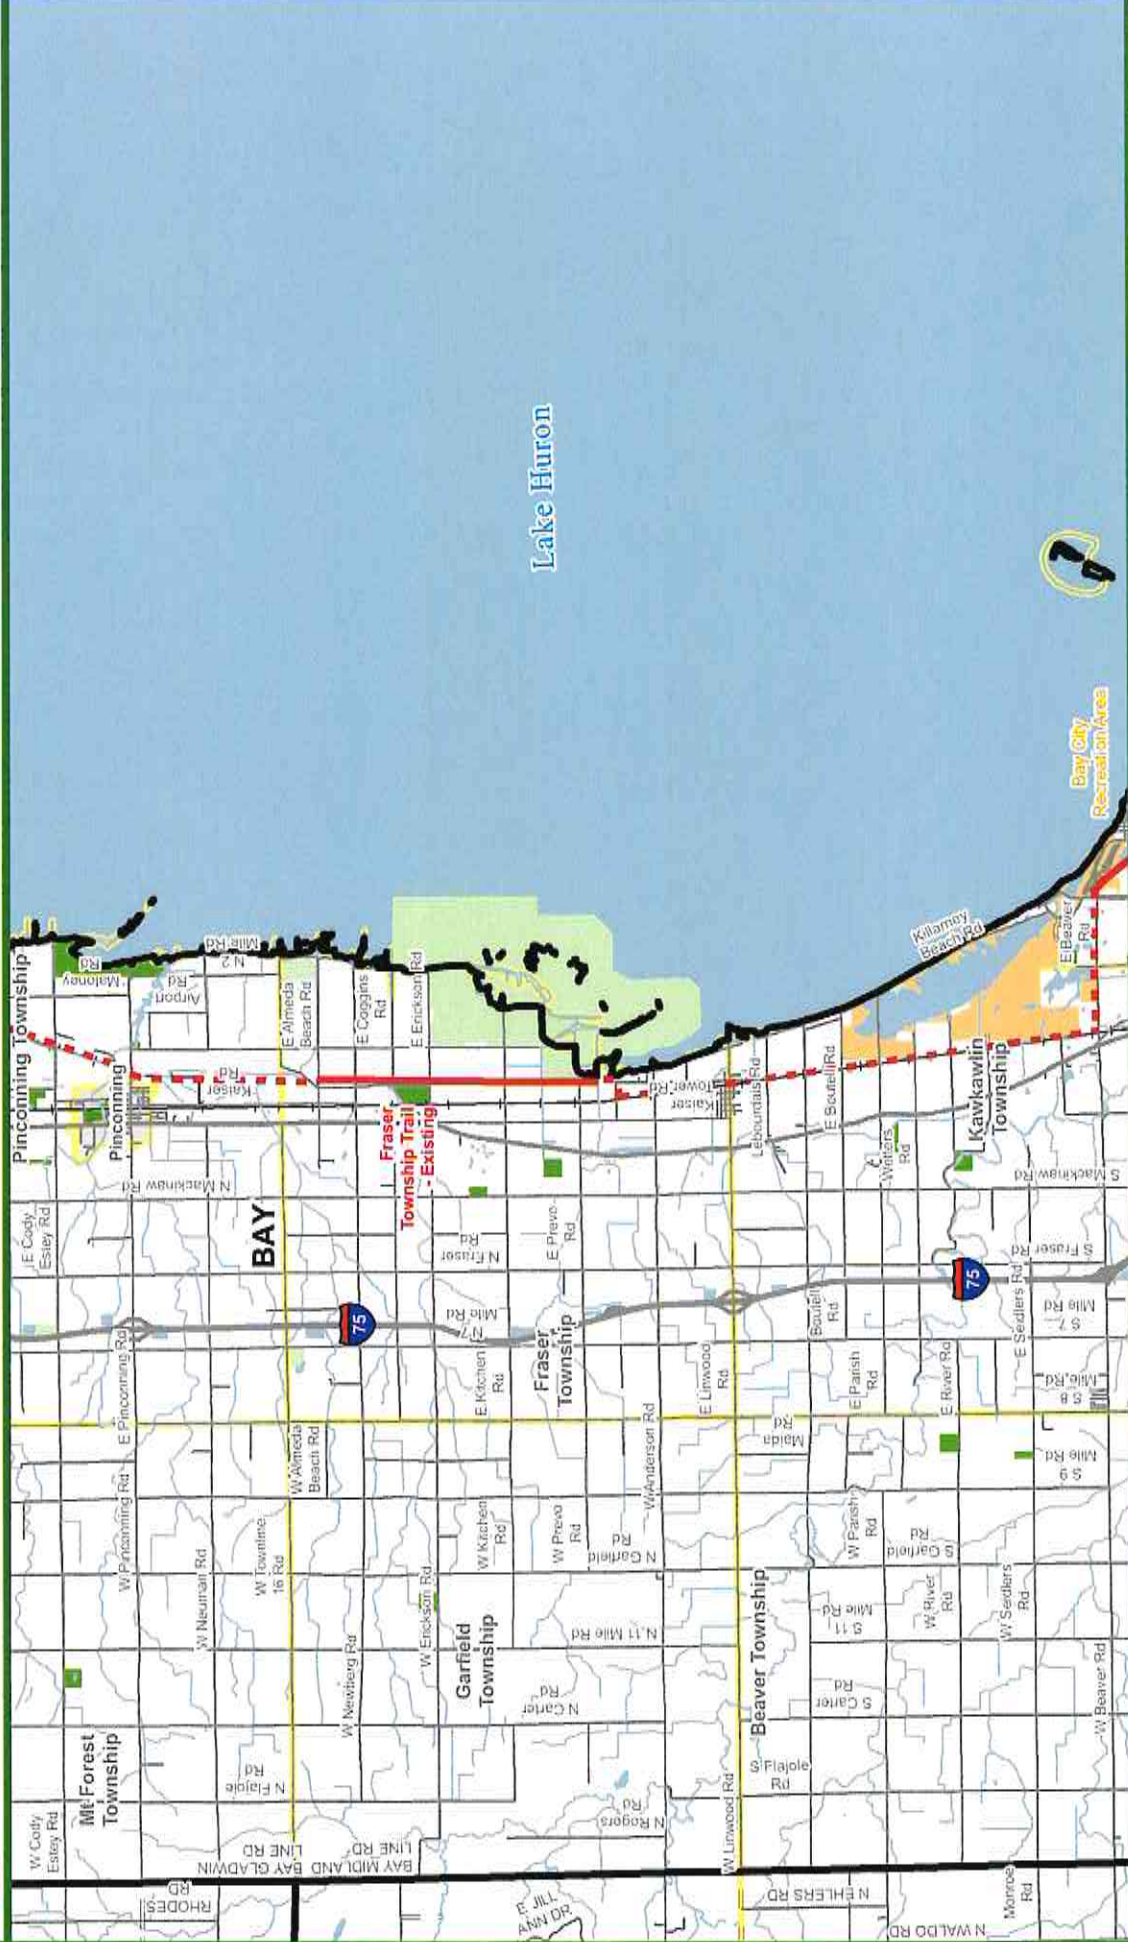 Lake Huron
Bay City
Recreation Area
Killarney
Beach Rd
E Beaver
Rd
Pinconning Township
Maloney
Rd
Airport
Rd
N 2
Mile Rd
E Almeda
Beach Rd
E Coggins
Rd
E Erickson Rd
Kaiser
Rd
Pinconning
Fraser
Township Trail
- Existing
Kaiser
Tower Rd
Lebourdais Rd
E Boutell Rd
Kawkawlin
Township
Wetters
Rd
S Mackinaw Rd
N Mackinaw Rd
E Cody
Estey Rd
BAY
N Fraser
Rd
E Prevo
Rd
S Fraser Rd
75
75
E Pinconning Rd
N 7
Mile Rd
Fraser
Township
Boutell
Rd
E Seidlers Rd
S 7
Mile Rd
E Kitchen
Rd
E Linwood
Rd
E Parish
Rd
E River Rd
S 8
Mile Rd
W Almeda
Beach Rd
W Anderson Rd
Maida
Rd
S 9
Mile Rd
W Pinconning Rd
W Neuman Rd
W Townline
16 Rd
W Kitchen
Rd
W Prevo
Rd
N Garfield
Rd
W Parish
Rd
S Garfield
Rd
W Erickson Rd
Garfield
Township
N 11 Mile Rd
Beaver Township
S 11
Mile Rd
W River
Rd
W Seidlers
Rd
W Newberg Rd
N Carter
Rd
S Carter
Rd
W Beaver Rd
Mt Forest
Township
N Flajole
Rd
S Flajole
Rd
W Cody
Estey Rd
N Rogers
Rd
W Linwood Rd
BAY GLADWIN
LINE RD
BAY MIDLAND
LINE RD
RHODES
RD
E JILL
ANN DR
N EHLERS RD
Monroe
Rd
N WALDO RD